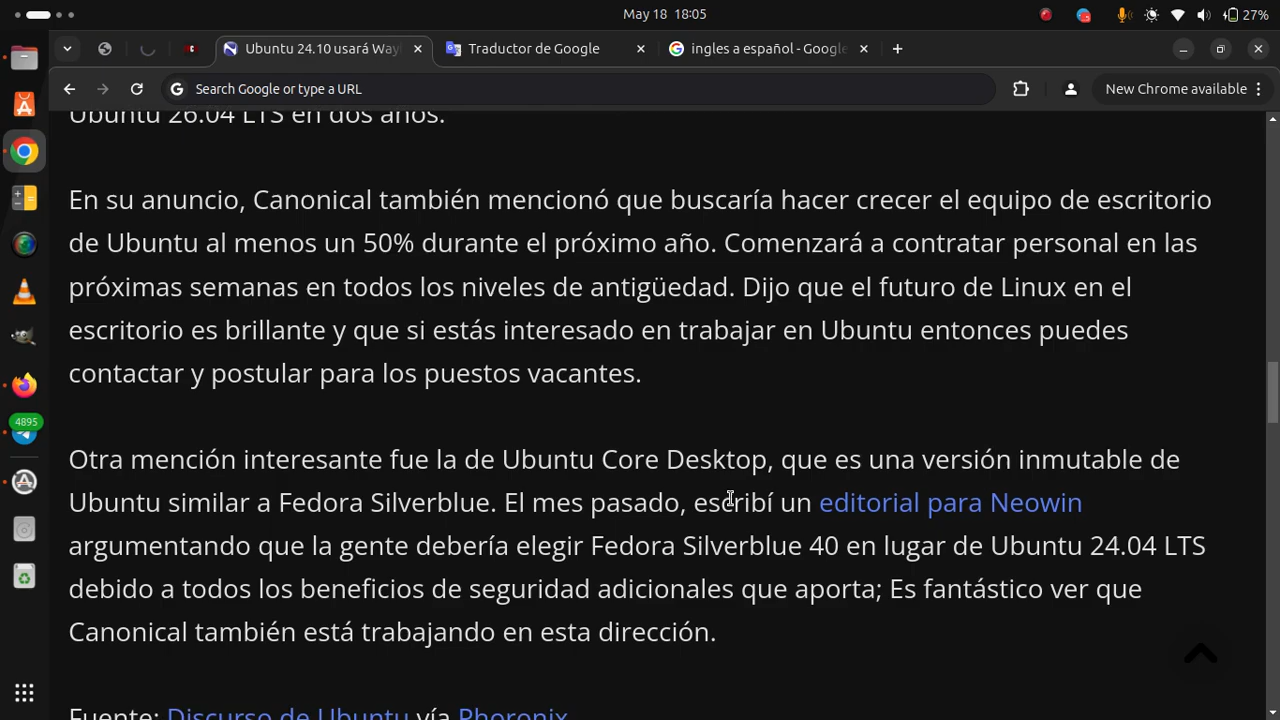 May 18 18:05
27%
Ubuntu 24.10 usará Way
Traductor de Google
ingles a español - Google
Search Google or type a URL
New Chrome available
Ubuntu 26.04 LTS en dos años.
En su anuncio, Canonical también mencionó que buscaría hacer crecer el equipo de escritorio
de Ubuntu al menos un 50% durante el próximo año. Comenzará a contratar personal en las
próximas semanas en todos los niveles de antigüedad. Dijo que el futuro de Linux en el
escritorio es brillante y que si estás interesado en trabajar en Ubuntu entonces puedes
contactar y postular para los puestos vacantes.
Otra mención interesante fue la de Ubuntu Core Desktop, que es una versión inmutable de
Ubuntu similar a Fedora Silverblue. El mes pasado, escribí un editorial para Neowin
argumentando que la gente debería elegir Fedora Silverblue 40 en lugar de Ubuntu 24.04 LTS
debido a todos los beneficios de seguridad adicionales que aporta; Es fantástico ver que
Canonical también está trabajando en esta dirección.
Fuente: Discurso de Ubuntu vía Phoronix
4895